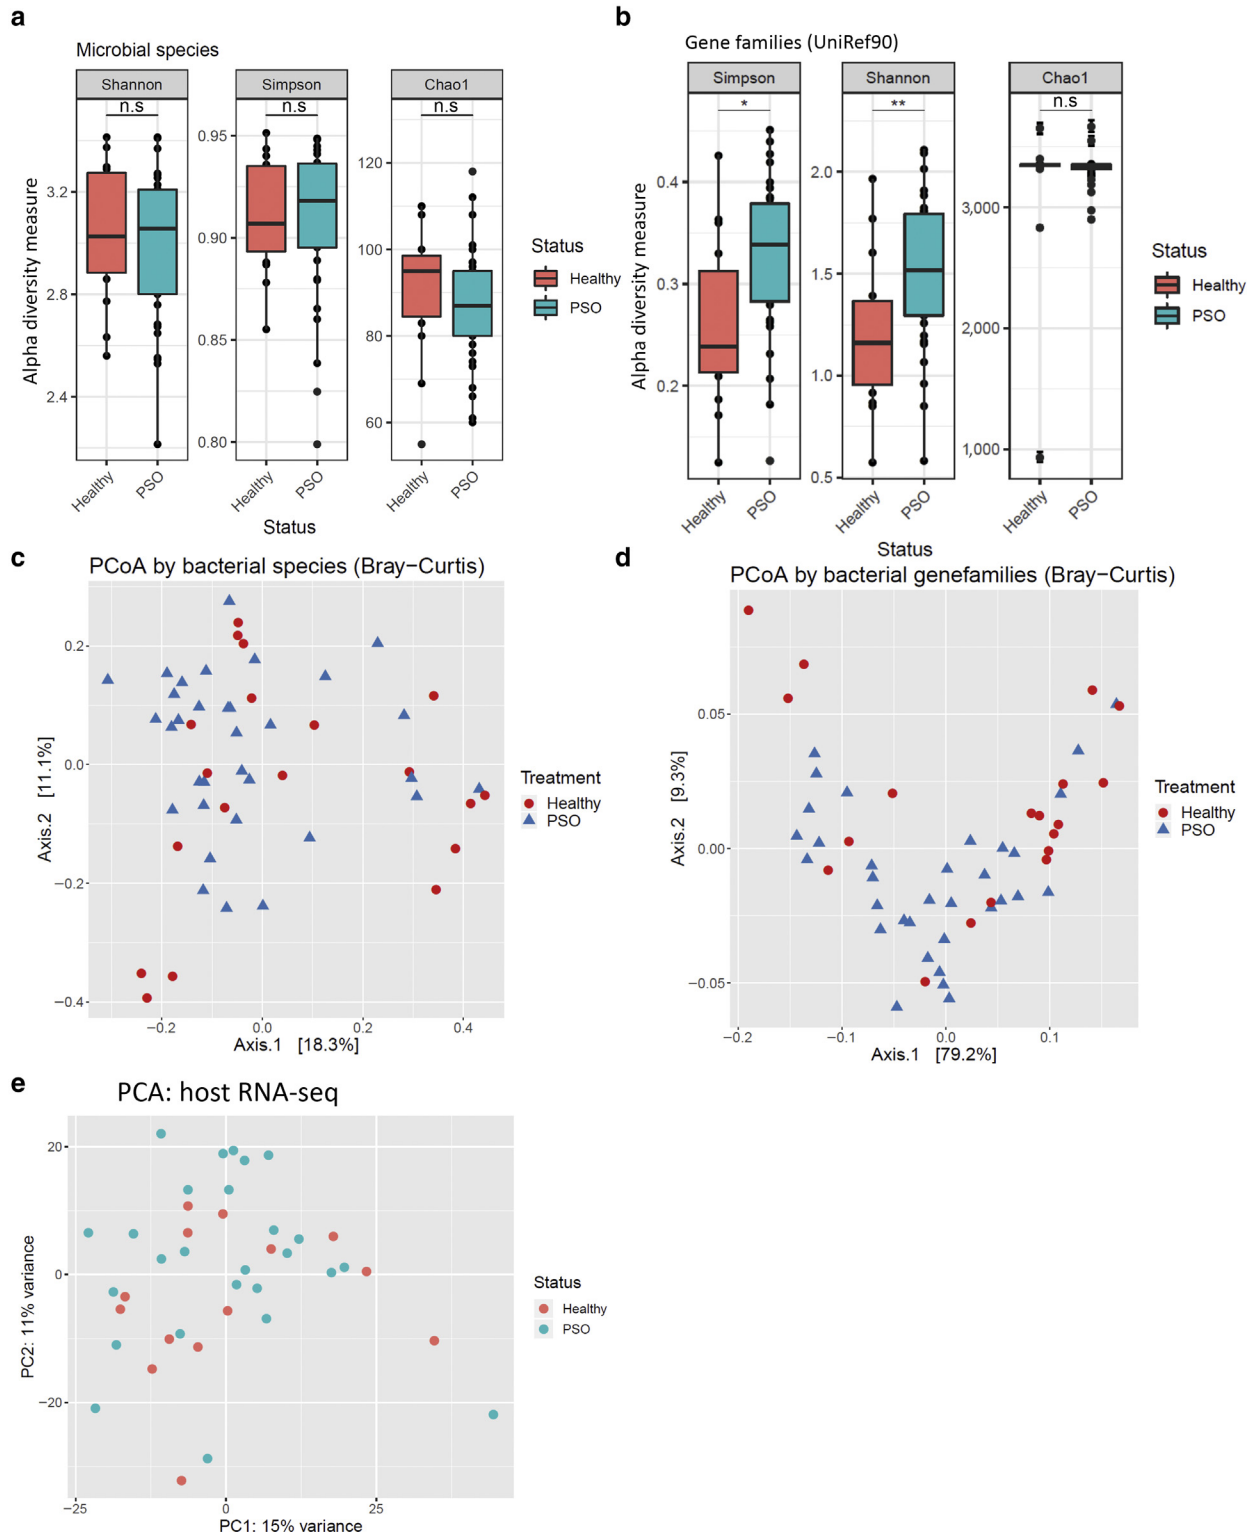 a
Microbial species
Shannon
Simpson
Chao1
n.s
n.s
n.s
Alpha diversity measure
3.2
2.8
2.4
0.95
0.90
0.85
0.80
120
100
80
60
Healthy
PSO
Healthy
PSO
Healthy
PSO
Status
Status
Healthy
PSO
b
Gene families (UniRef90)
Simpson
Shannon
Chao1
*
**
n.s
Alpha diversity measure
0.4
0.3
0.2
2.0
1.5
1.0
0.5
3,000
2,000
1,000
Healthy
PSO
Healthy
PSO
Healthy
PSO
Status
Status
Healthy
PSO
c
PCoA by bacterial species (Bray−Curtis)
Axis.2 [11.1%]
0.2
0.0
−0.2
−0.4
−0.2
0.0
0.2
0.4
Axis.1 [18.3%]
Treatment
Healthy
PSO
d
PCoA by bacterial genefamilies (Bray−Curtis)
Axis.2 [9.3%]
0.05
0.00
−0.05
−0.2
−0.1
0.0
0.1
Axis.1 [79.2%]
Treatment
Healthy
PSO
e
PCA: host RNA-seq
PC2: 11% variance
20
0
−20
−25
0
25
PC1: 15% variance
Status
Healthy
PSO